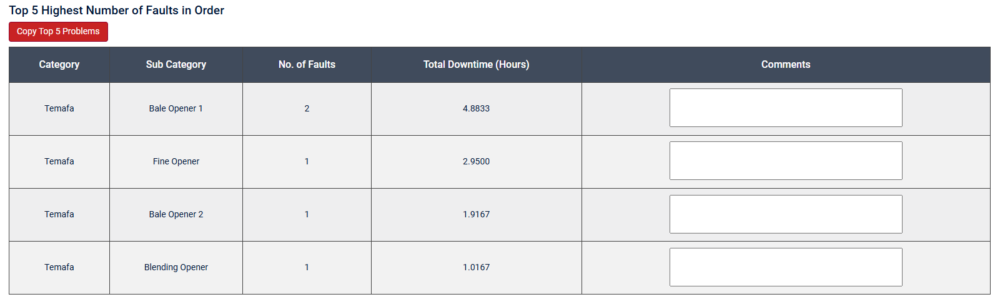 Top 5 Highest Number of Faults in Order
Copy Top 5 Problems
Category Sub Category No. of Faults Total Downtime (Hours) Comments
Temafa Bale Opener 1 2 4.8833
Temafa Fine Opener 1 2.9500
Temafa Bale Opener 2 1 1.9167
Temafa Blending Opener 1 1.0167